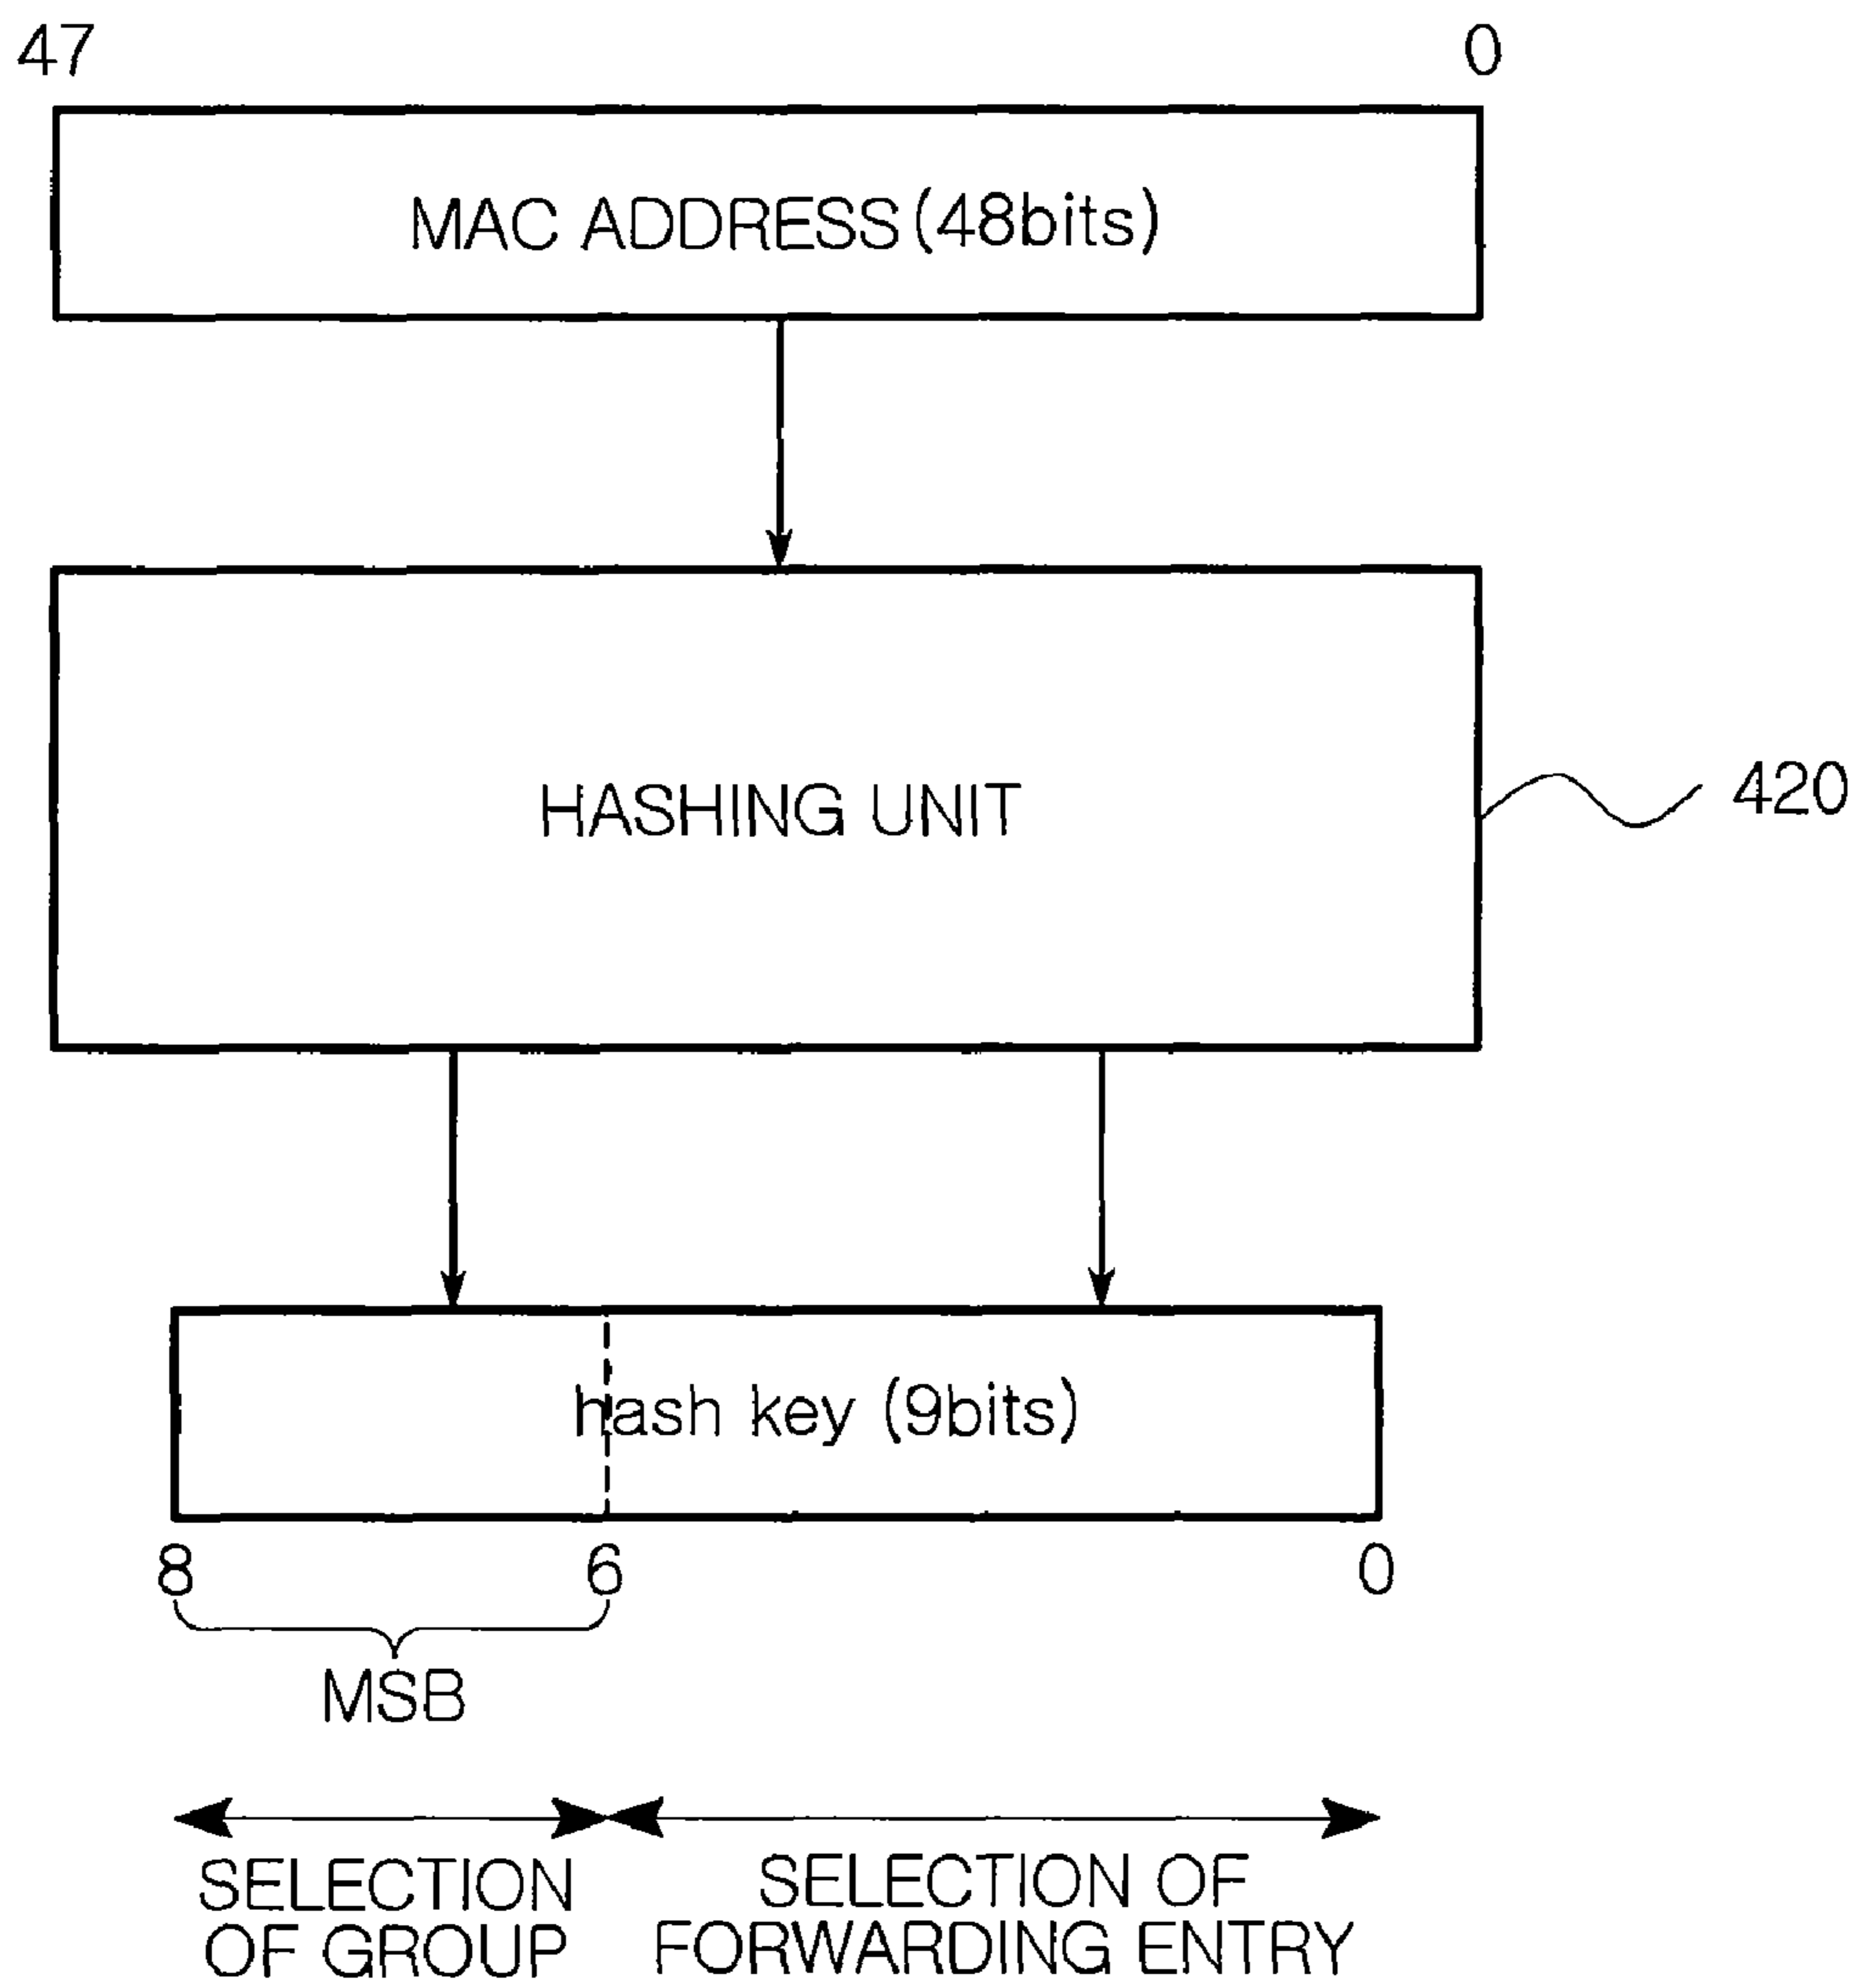 47 0
MAC ADDRESS (48bits)
HASHING UNIT
420
hash key (9bits)
8 6 0
MSB
SELECTION
OF GROUP
SELECTION OF
FORWARDING ENTRY